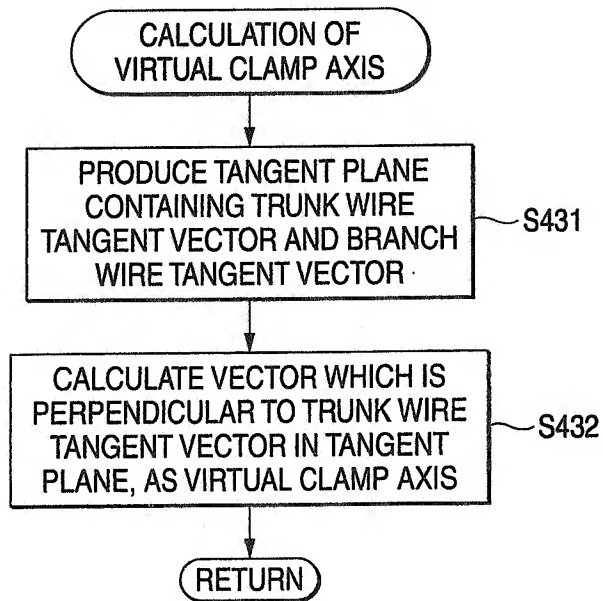 CALCULATION OF
VIRTUAL CLAMP AXIS
PRODUCE TANGENT PLANE
CONTAINING TRUNK WIRE
TANGENT VECTOR AND BRANCH
WIRE TANGENT VECTOR
S431
CALCULATE VECTOR WHICH IS
PERPENDICULAR TO TRUNK WIRE
TANGENT VECTOR IN TANGENT
PLANE, AS VIRTUAL CLAMP AXIS
S432
RETURN